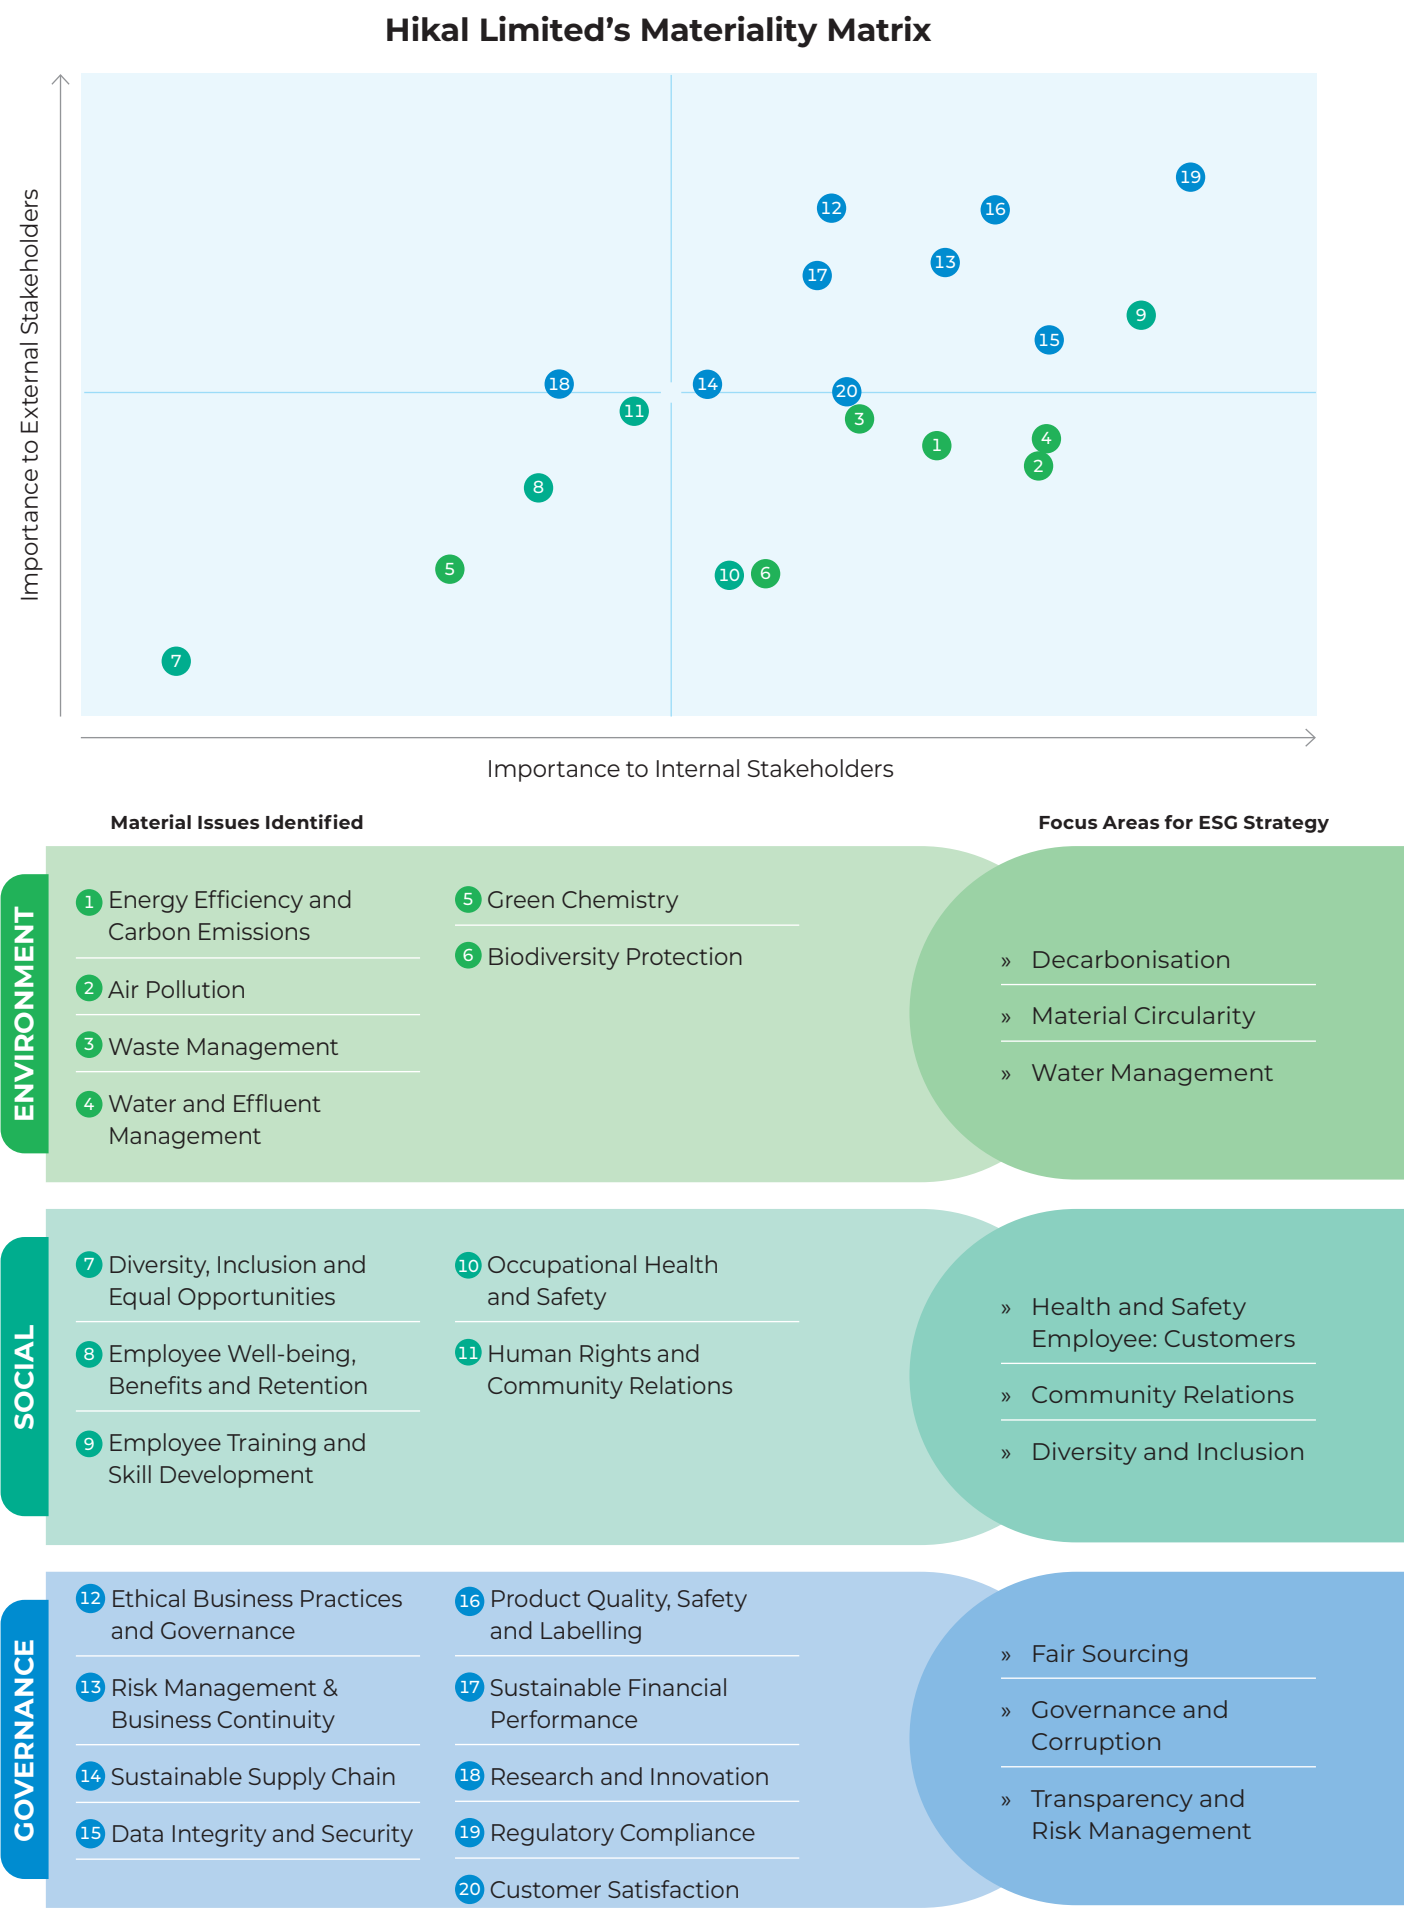 Hikal Limited’s Materiality Matrix
Importance to External Stakeholders
19
12
16
13
17
9
15
18
14
20
11
3
4
1
2
8
5
10
6
7
Importance to Internal Stakeholders
Material Issues Identified
Focus Areas for ESG Strategy
ENVIRONMENT
1 Energy Efficiency and
Carbon Emissions
2 Air Pollution
3 Waste Management
4 Water and Effluent
Management
5 Green Chemistry
6 Biodiversity Protection
» Decarbonisation
» Material Circularity
» Water Management
SOCIAL
7 Diversity, Inclusion and
Equal Opportunities
8 Employee Well-being,
Benefits and Retention
9 Employee Training and
Skill Development
10 Occupational Health
and Safety
11 Human Rights and
Community Relations
» Health and Safety
Employee: Customers
» Community Relations
» Diversity and Inclusion
GOVERNANCE
12 Ethical Business Practices
and Governance
13 Risk Management &
Business Continuity
14 Sustainable Supply Chain
15 Data Integrity and Security
16 Product Quality, Safety
and Labelling
17 Sustainable Financial
Performance
18 Research and Innovation
19 Regulatory Compliance
20 Customer Satisfaction
» Fair Sourcing
» Governance and
Corruption
» Transparency and
Risk Management